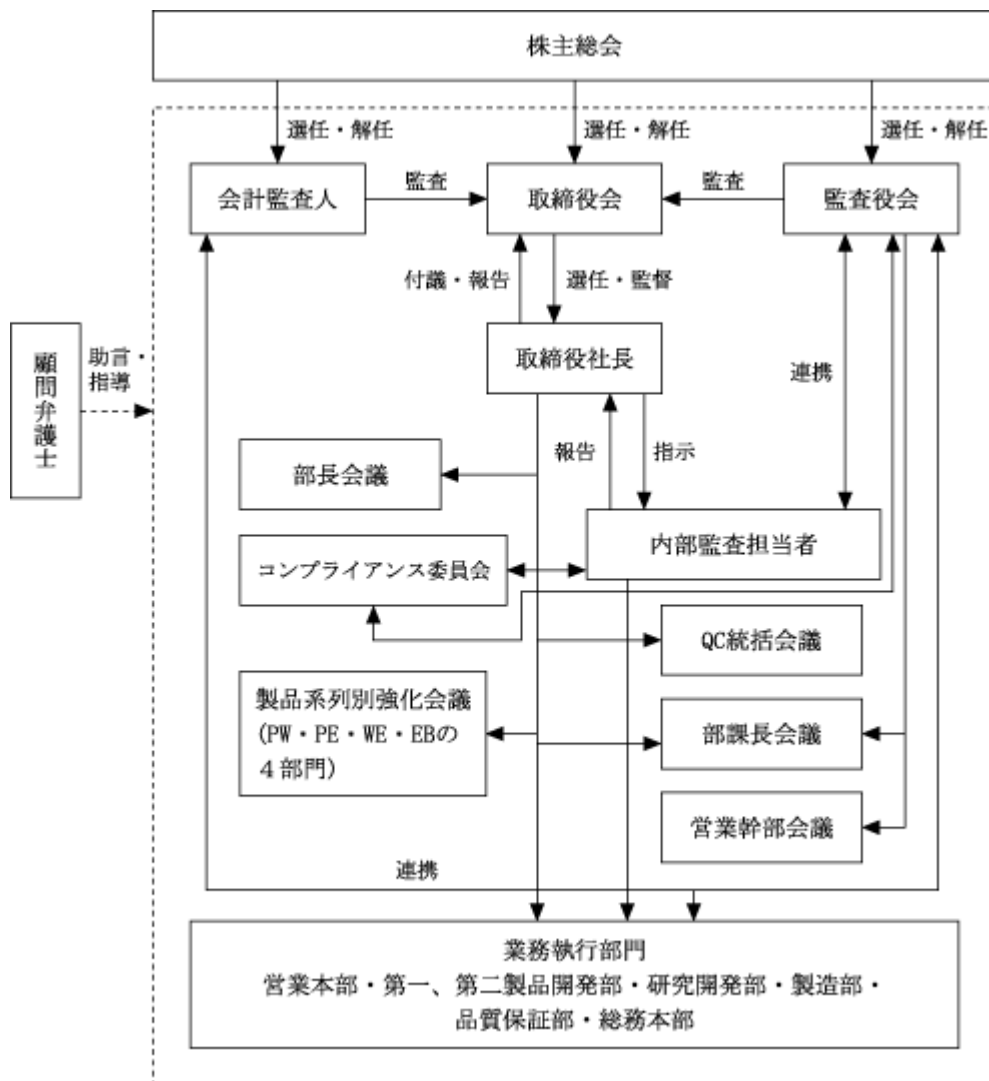 株主総会
選任・解任
選任・解任
選任・解任
会計監査人
監査
取締役会
監査
監査役会
付議・報告
選任・監督
顧問弁護士
助言・
指導
取締役社長
連携
報告
指示
部長会議
内部監査担当者
コンプライアンス委員会
QC統括会議
製品系列別強化会議
(PW・PE・WE・EBの
４部門)
部課長会議
営業幹部会議
連携
業務執行部門
営業本部・第一、第二製品開発部・研究開発部・製造部・
品質保証部・総務本部